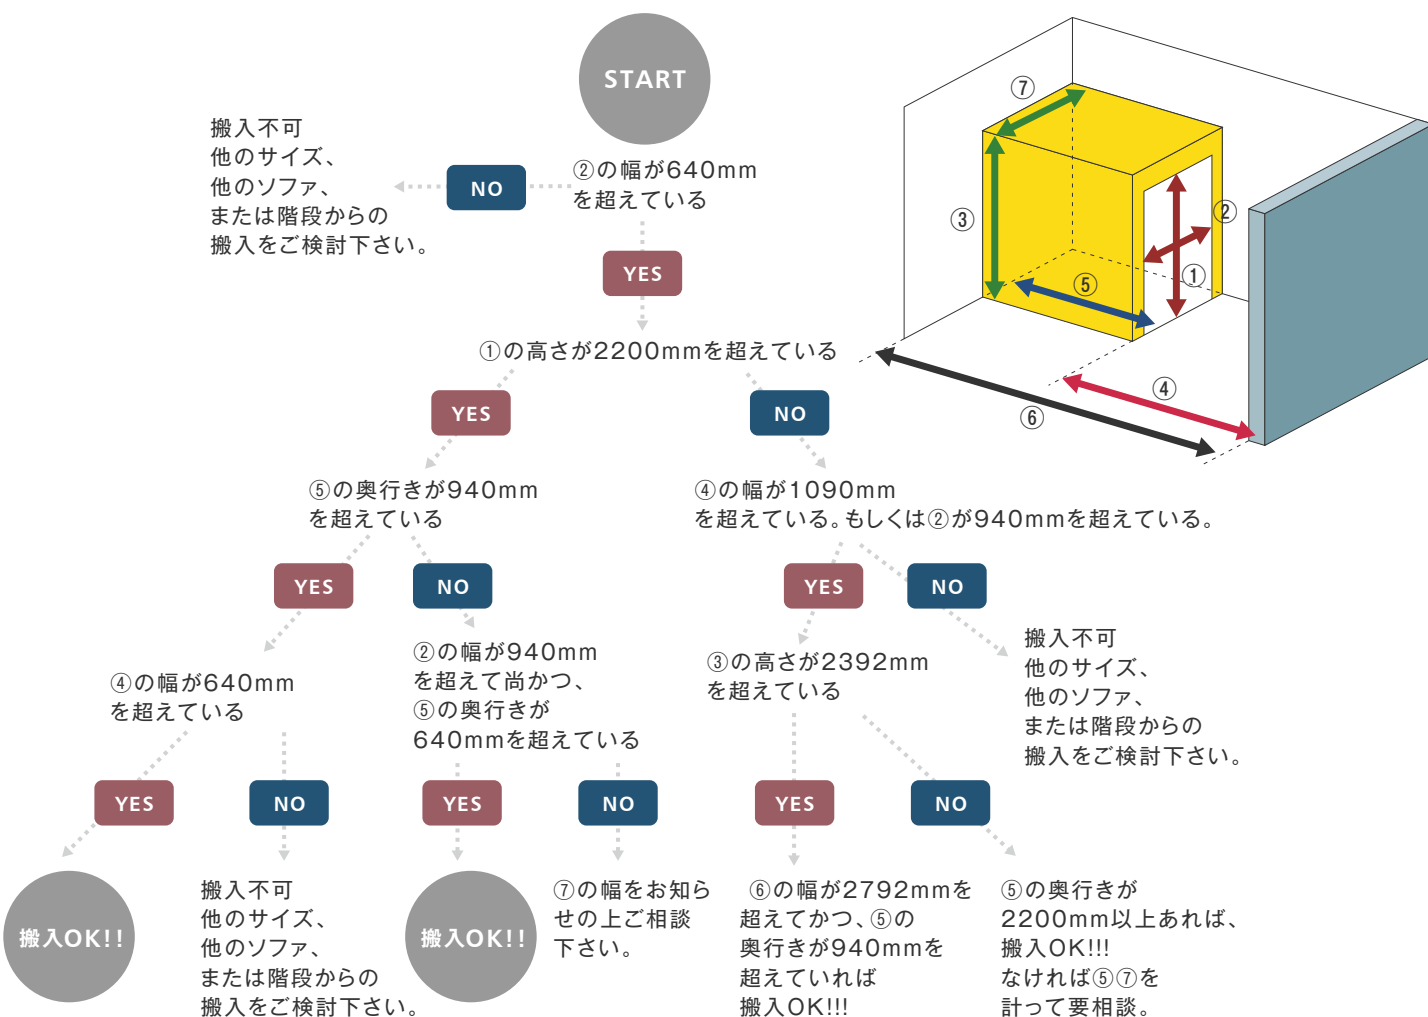 START
②の幅が640mm
を超えている
NO
搬入不可
他のサイズ、
他のソファ、
または階段からの
搬入をご検討下さい。
YES
①の高さが2200mmを超えている
YES
NO
⑤の奥行きが940mm
を超えている
④の幅が1090mm
を超えている。もしくは②が940mmを超えている。
YES
NO
YES
NO
④の幅が640mm
を超えている
②の幅が940mm
を超えて尚かつ、
⑤の奥行きが
640mmを超えている
③の高さが2392mm
を超えている
搬入不可
他のサイズ、
他のソファ、
または階段からの
搬入をご検討下さい。
YES
NO
YES
NO
YES
NO
搬入OK!!
搬入不可
他のサイズ、
他のソファ、
または階段からの
搬入をご検討下さい。
搬入OK!!
⑦の幅をお知ら
せの上ご相談
下さい。
⑥の幅が2792mmを
超えてかつ、⑤の
奥行きが940mmを
超えていれば
搬入OK!!!
⑤の奥行きが
2200mm以上あれば、
搬入OK!!!
なければ⑤⑦を
計って要相談。
⑦
③
②
①
⑤
④
⑥